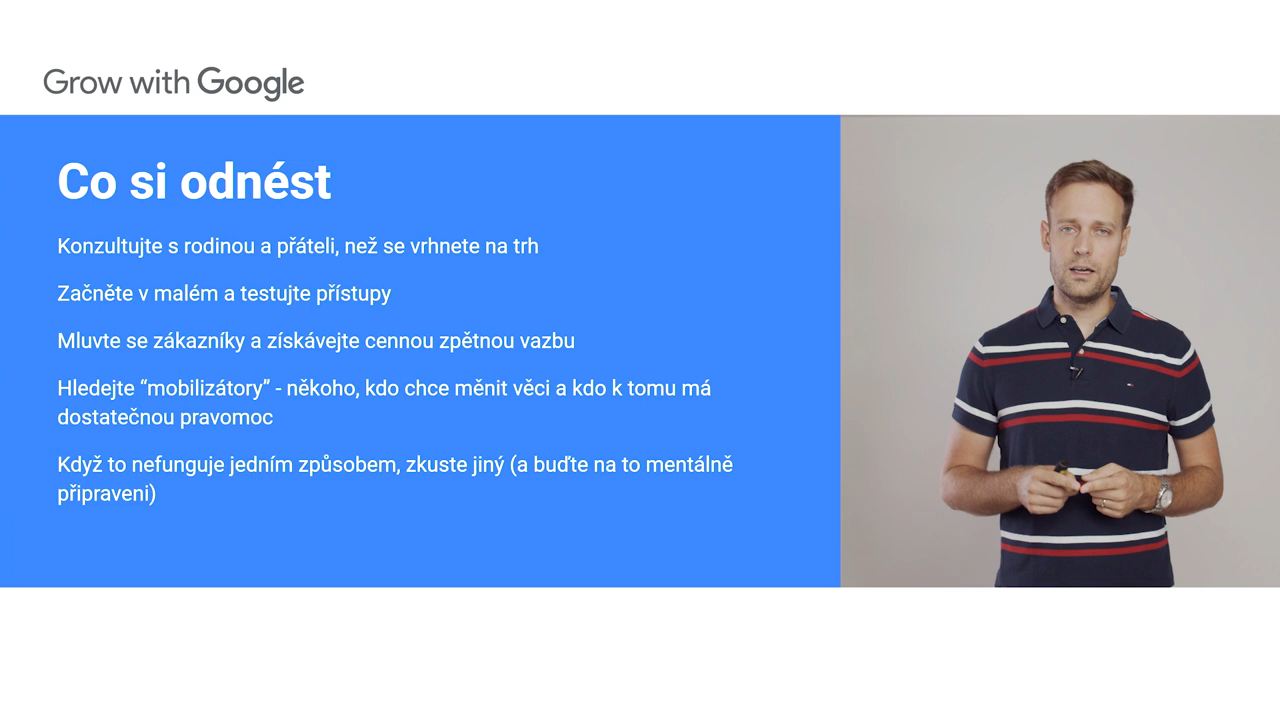 Grow with Google
Co si odnést
Konzultujte s rodinou a přáteli, než se vrhnete na trh
Začněte v malém a testujte přístupy
Mluvte se zákazníky a získávejte cennou zpětnou vazbu
Hledejte “mobilizátory” - někoho, kdo chce měnit věci a kdo k tomu má
dostatečnou pravomoc
Když to nefunguje jedním způsobem, zkuste jiný (a buďte na to mentálně
připraveni)